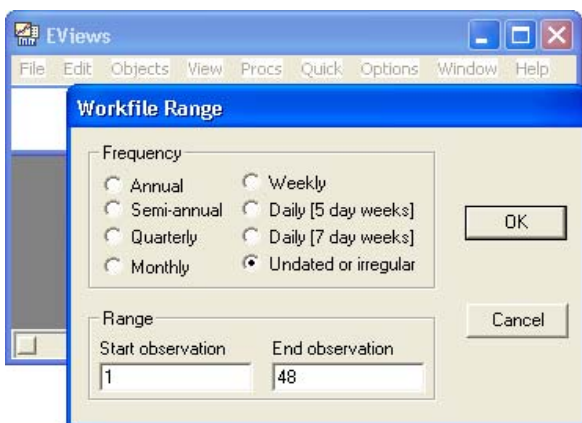 EViews
File Edit Objects View Procs Quick Options Window Help
Workfile Range
Frequency
Annual
Semi-annual
Quarterly
Monthly
Weekly
Daily [5 day weeks]
Daily [7 day weeks]
Undated or irregular
OK
Range
Start observation
1
End observation
48
Cancel